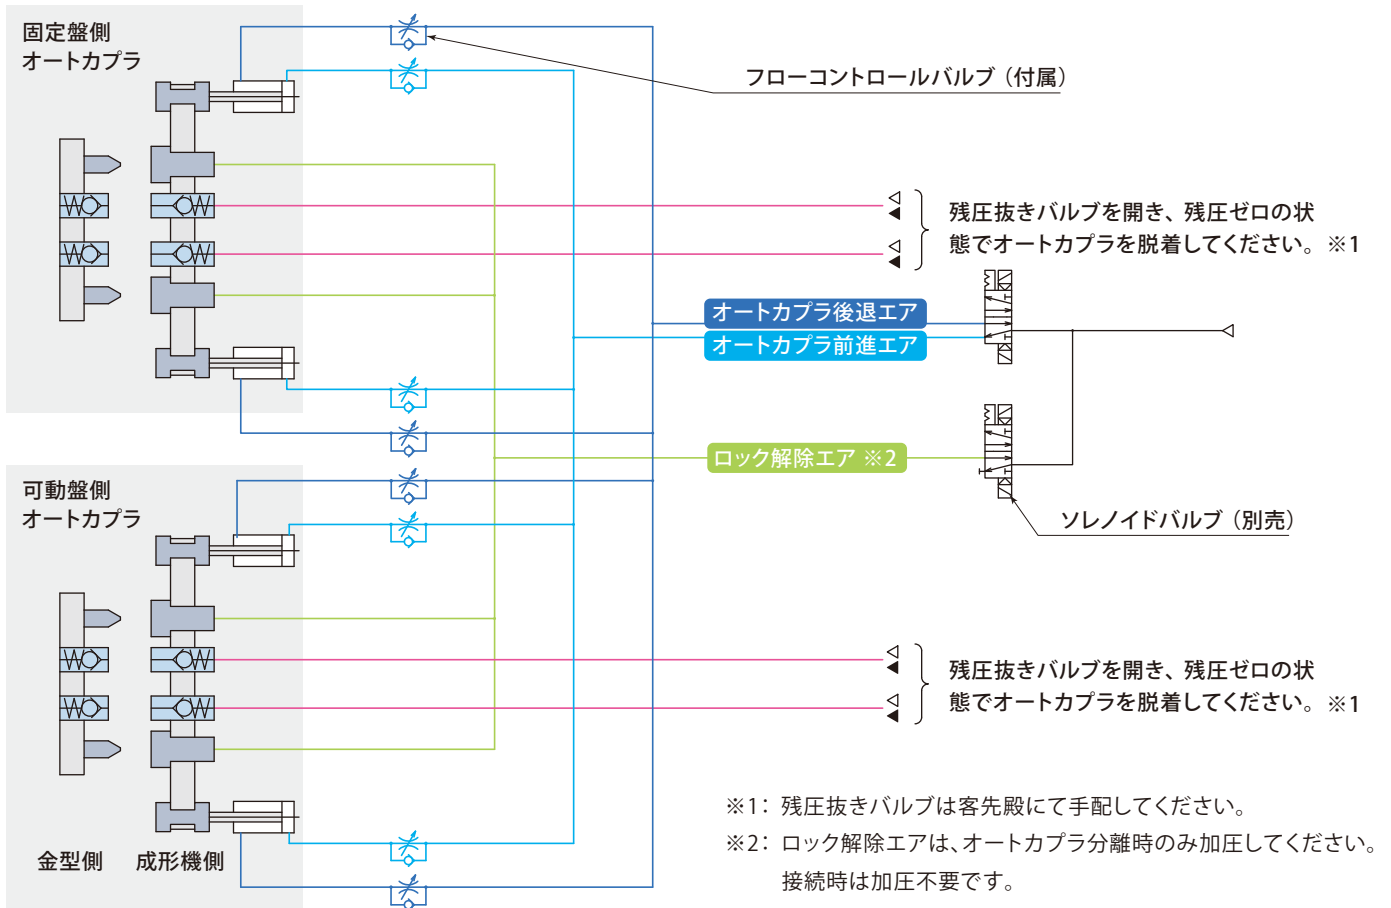 固定盤側
オートカプラ
フローコントロールバルブ（付属）
残圧抜きバルブを開き、残圧ゼロの状
態でオートカプラを脱着してください。※1
オートカプラ後退エア
オートカプラ前進エア
ロック解除エア ※2
可動盤側
オートカプラ
ソレノイドバルブ（別売）
残圧抜きバルブを開き、残圧ゼロの状
態でオートカプラを脱着してください。※1
金型側
成形機側
※1： 残圧抜きバルブは客先殿にて手配してください。
※2： ロック解除エアは、オートカプラ分離時のみ加圧してください。
接続時は加圧不要です。